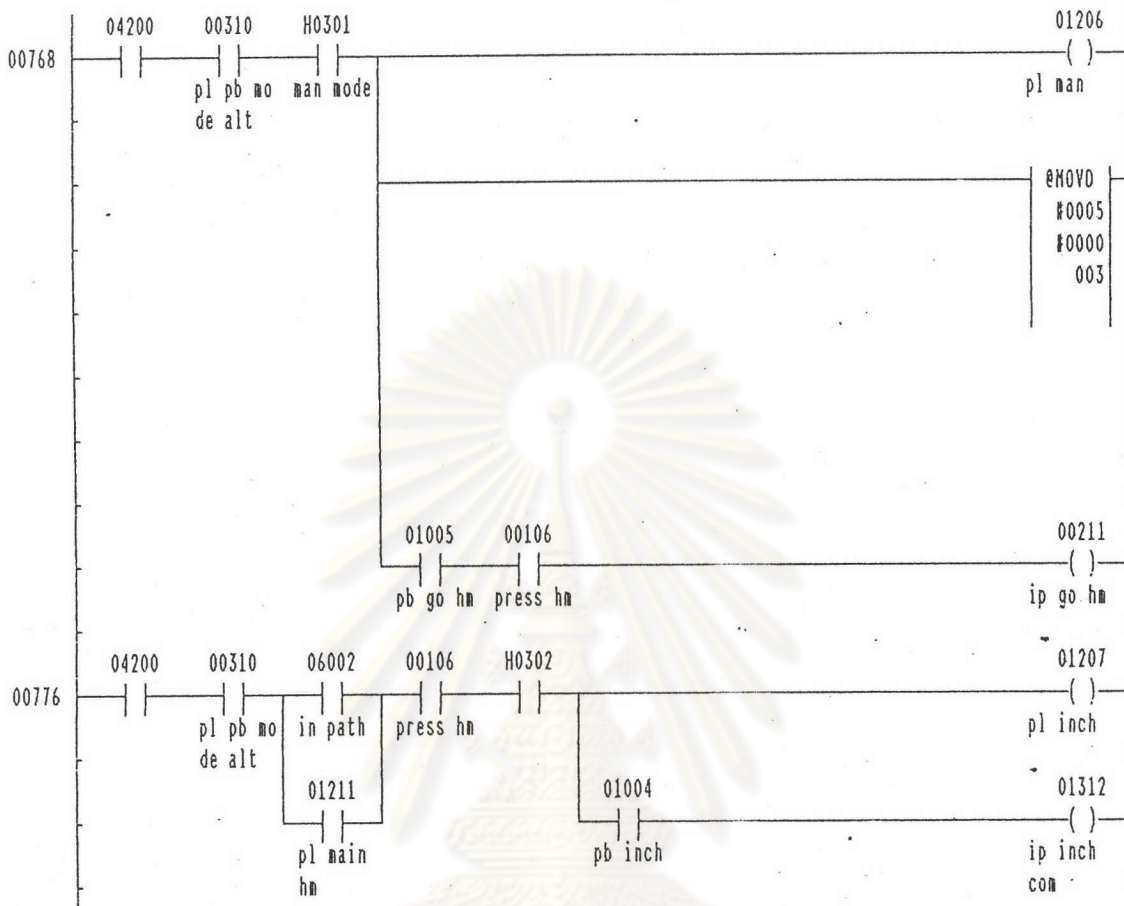 04200 00310 H0301 01206
00768
pl pb mo man mode pl man
de alt
@MOVD
#0005
#0000
003
01005 00106 00211
pb go hm press hm ip go hm
04200 00310 06002 00106 H0302 01207
00776
pl pb mo in path press hm pl inch
de alt
01211 01004 01312
pl main pb inch ip inch
hm com